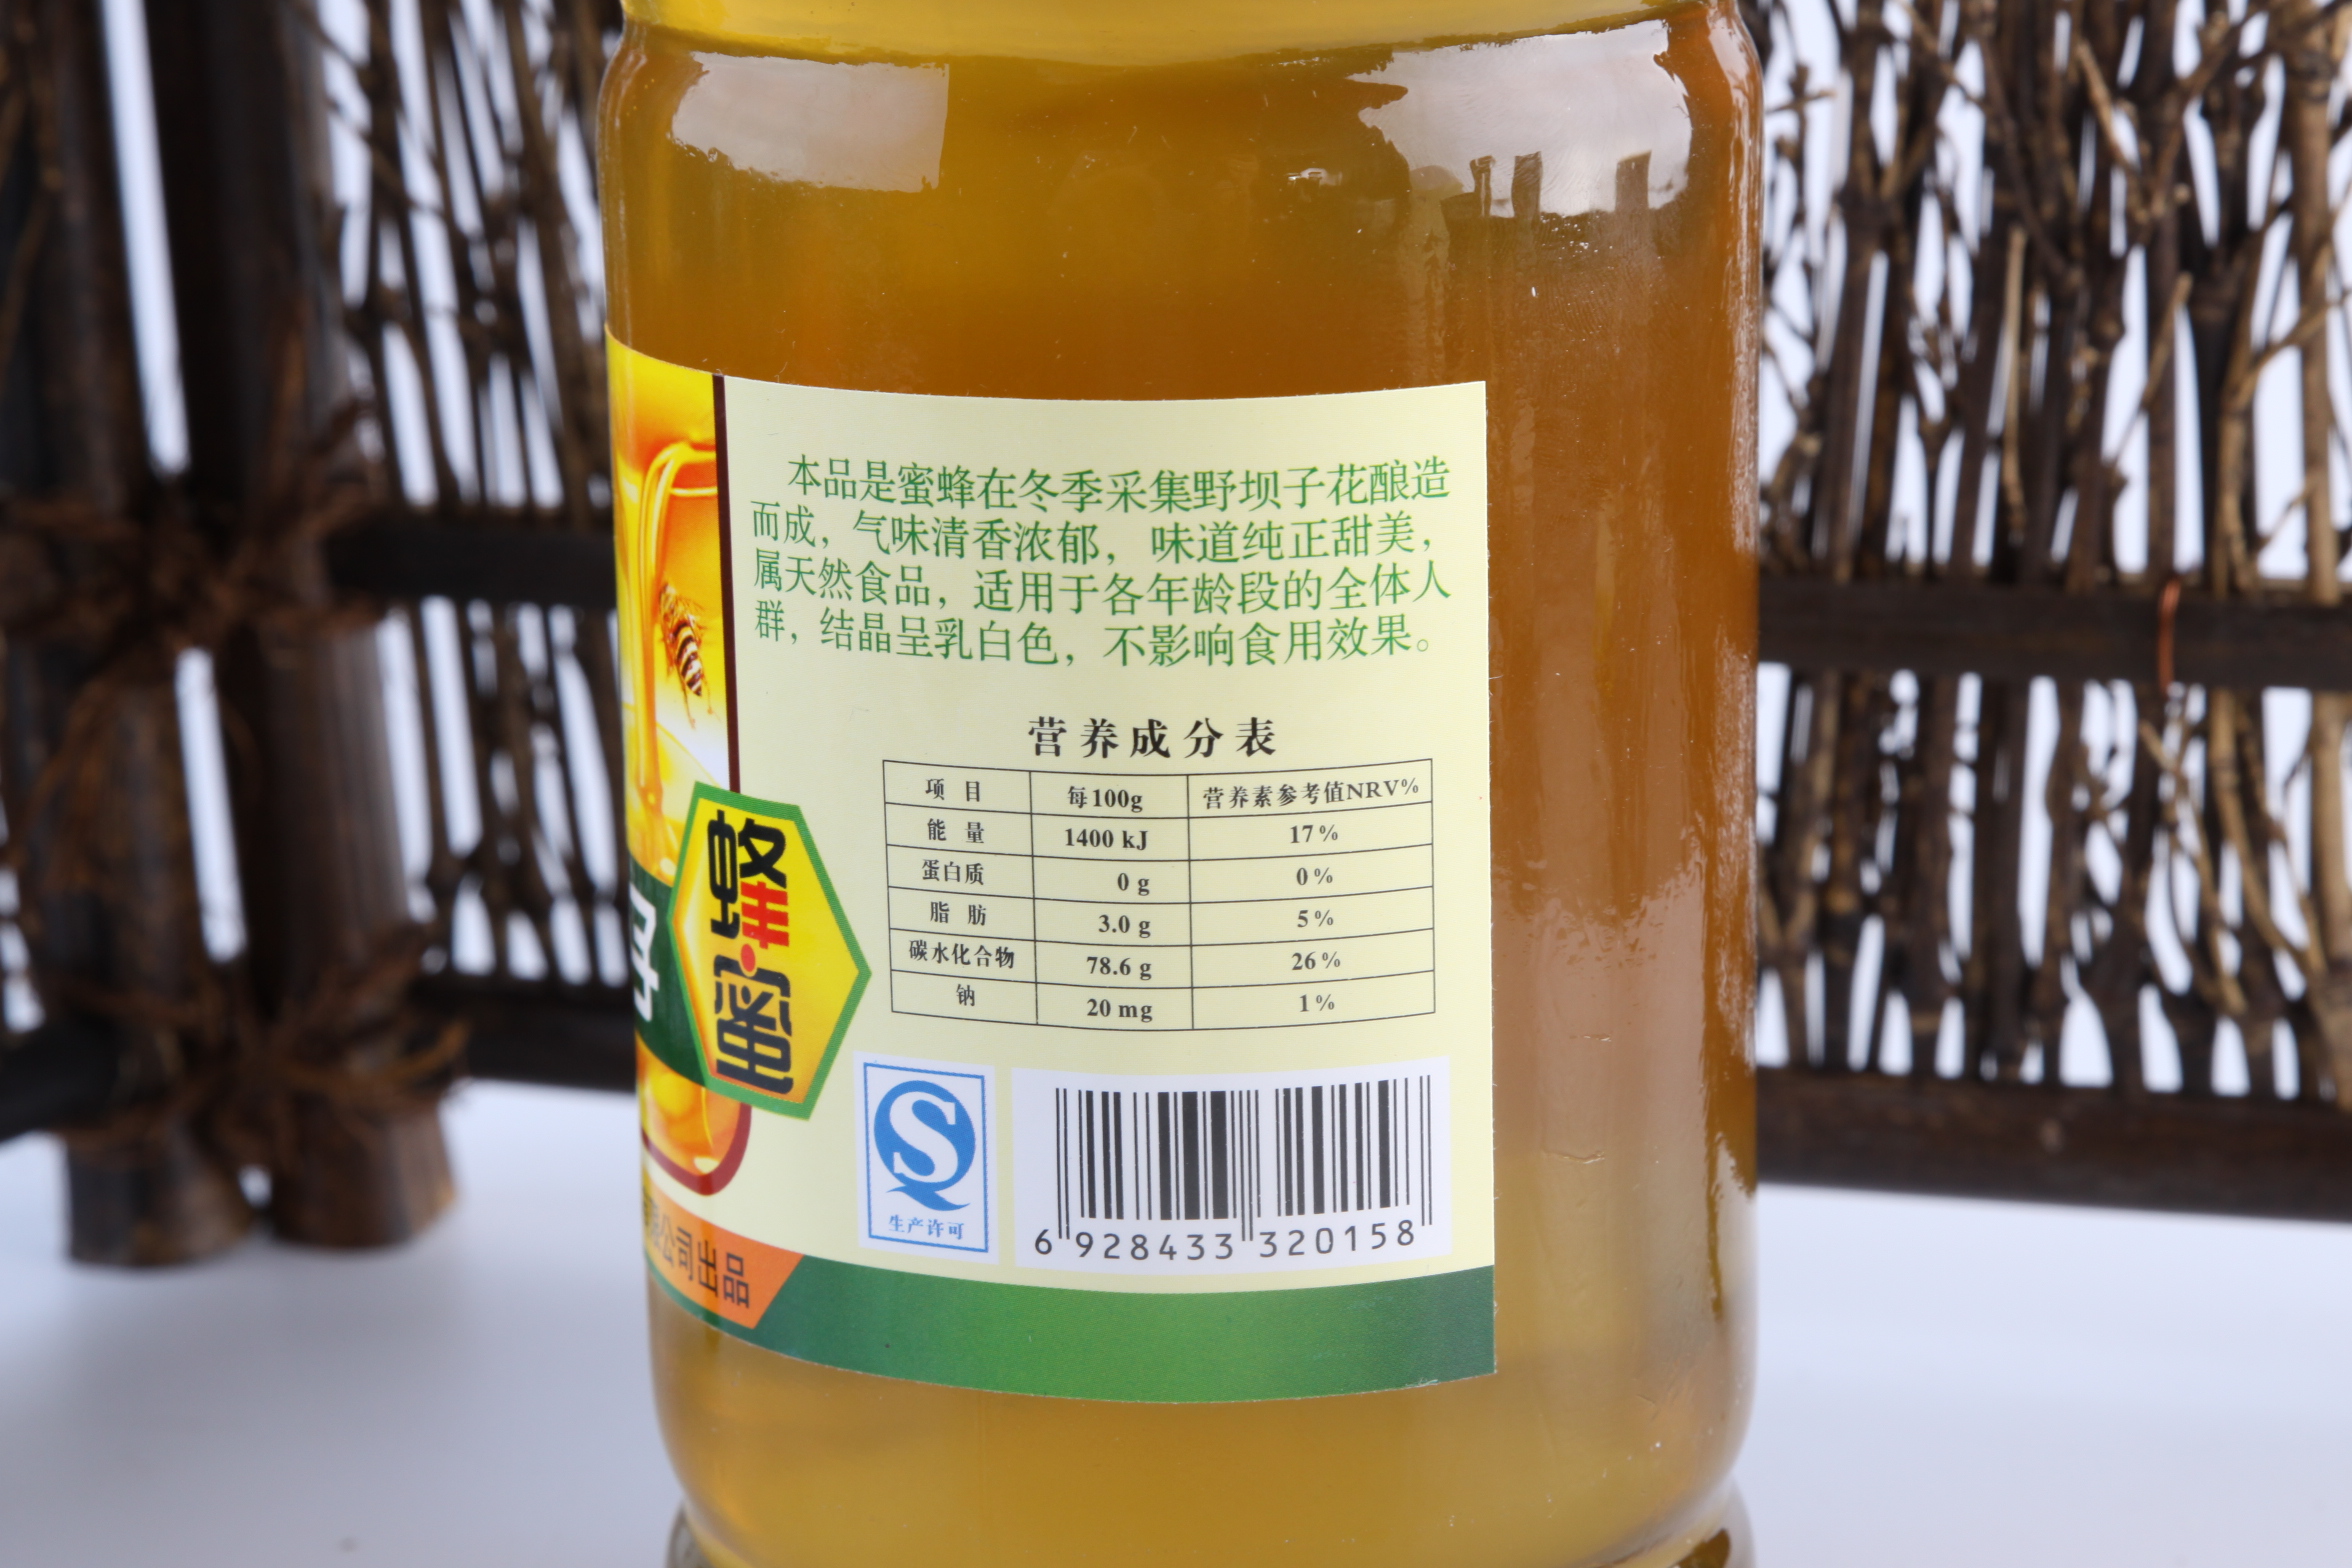 本品是蜜蜂在冬季采集野坝子花酿造
而成，气味清香浓郁，味道纯正甜美，
属天然食品，适用于各年龄段的全体人
群，结晶呈乳白色，不影响食用效果。
营养成分表
项 目 每100g 营养素参考值NRV%
能 量 1400 kJ 17%
蛋白质 0 g 0%
脂 肪 3.0 g 5%
碳水化合物 78.6 g 26%
钠 20 mg 1%
蜂·蜜
生产许可
6 928433 320158
公司出品